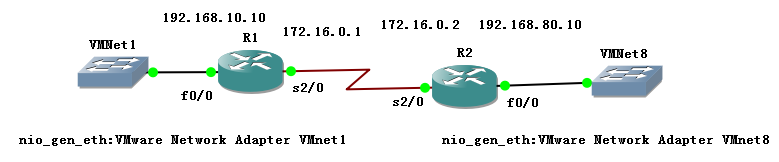 192.168.10.10
172.16.0.1
172.16.0.2
192.168.80.10
VMNet1
R1
R2
VMNet8
f0/0
s2/0
s2/0
f0/0
nio_gen_eth:VMware Network Adapter VMnet1
nio_gen_eth:VMware Network Adapter VMnet8